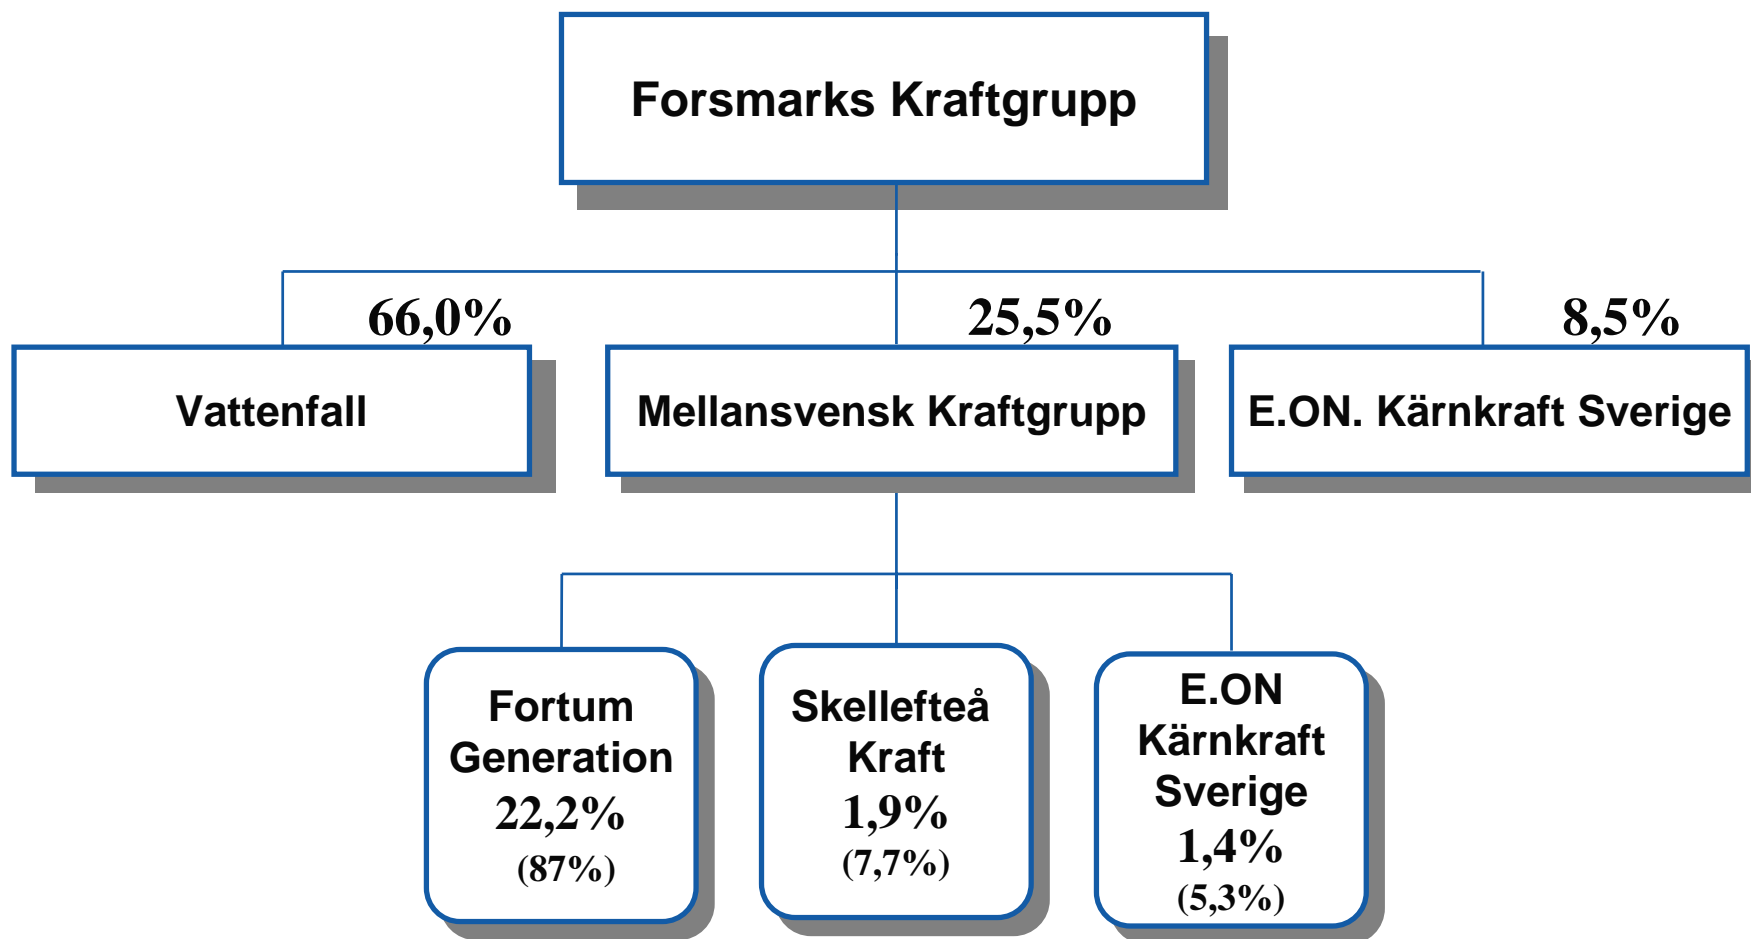 Forsmarks Kraftgrupp
66,0%
25,5%
8,5%
Vattenfall
Mellansvensk Kraftgrupp
E.ON. Kärnkraft Sverige
Fortum
Generation
22,2%
(87%)
Skellefteå
Kraft
1,9%
(7,7%)
E.ON
Kärnkraft
Sverige
1,4%
(5,3%)